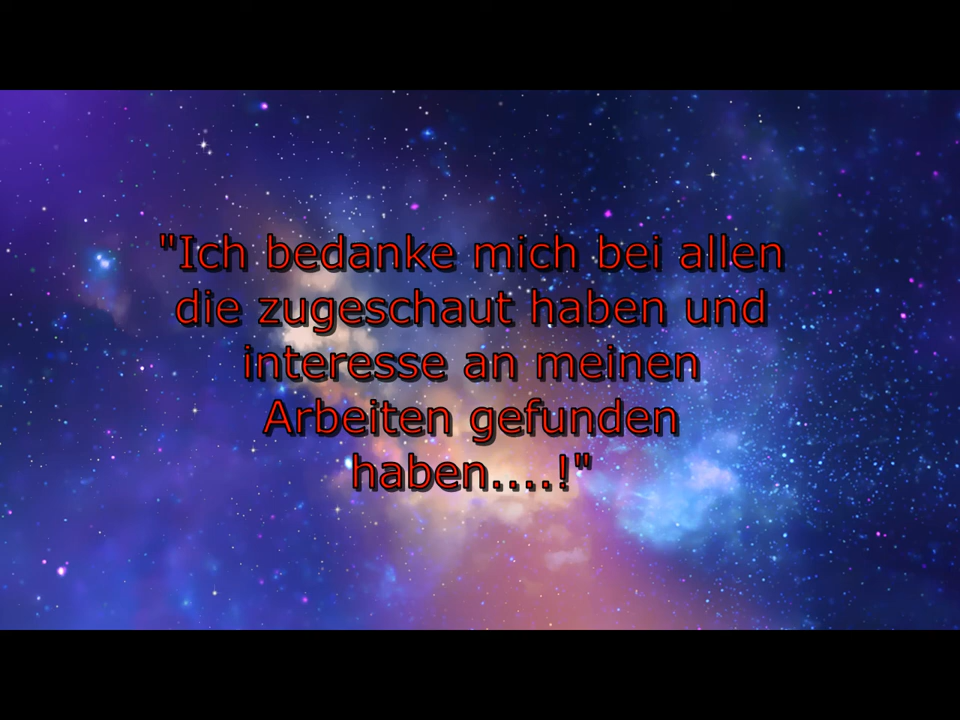 "Ich bedanke mich bei allen
die zugeschaut haben und
interesse an meinen
Arbeiten gefunden
haben....!"